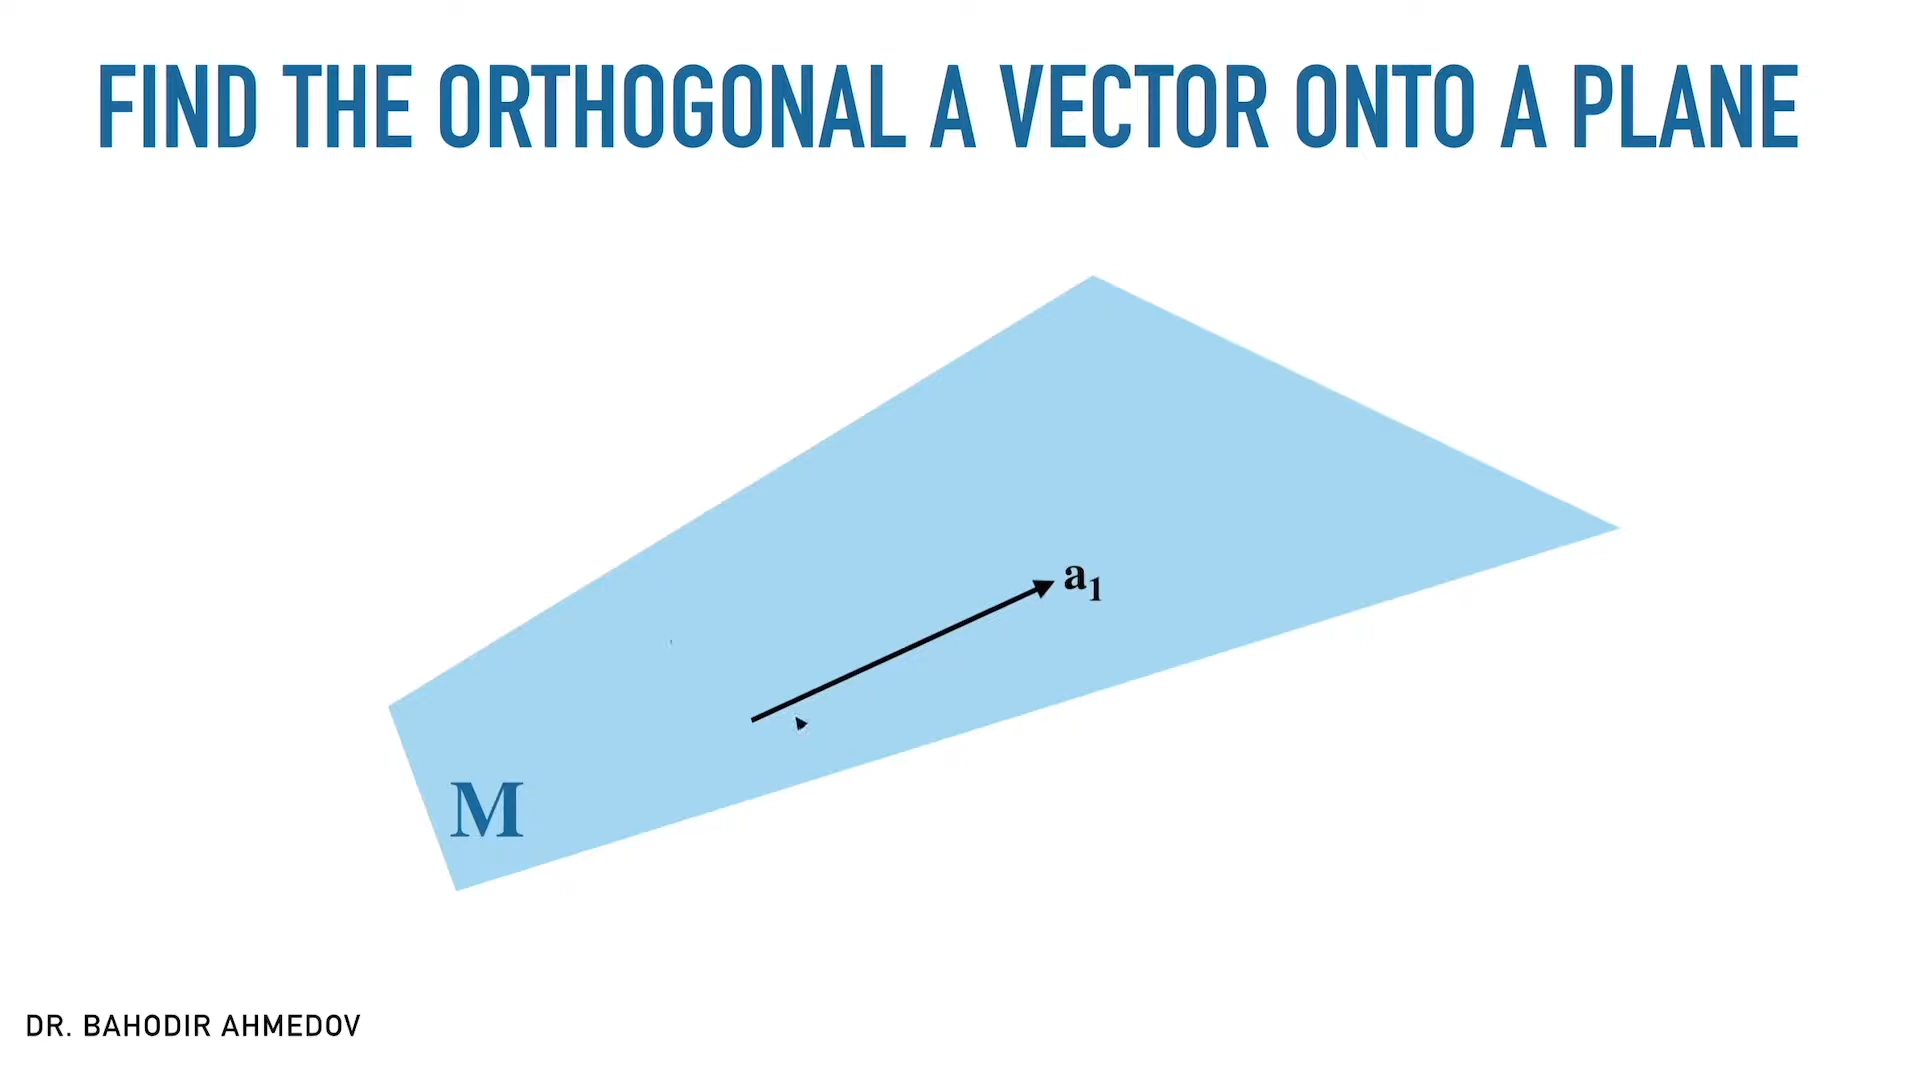 FIND THE ORTHOGONAL A VECTOR ONTO A PLANE
a₁
M
DR. BAHODIR AHMEDOV